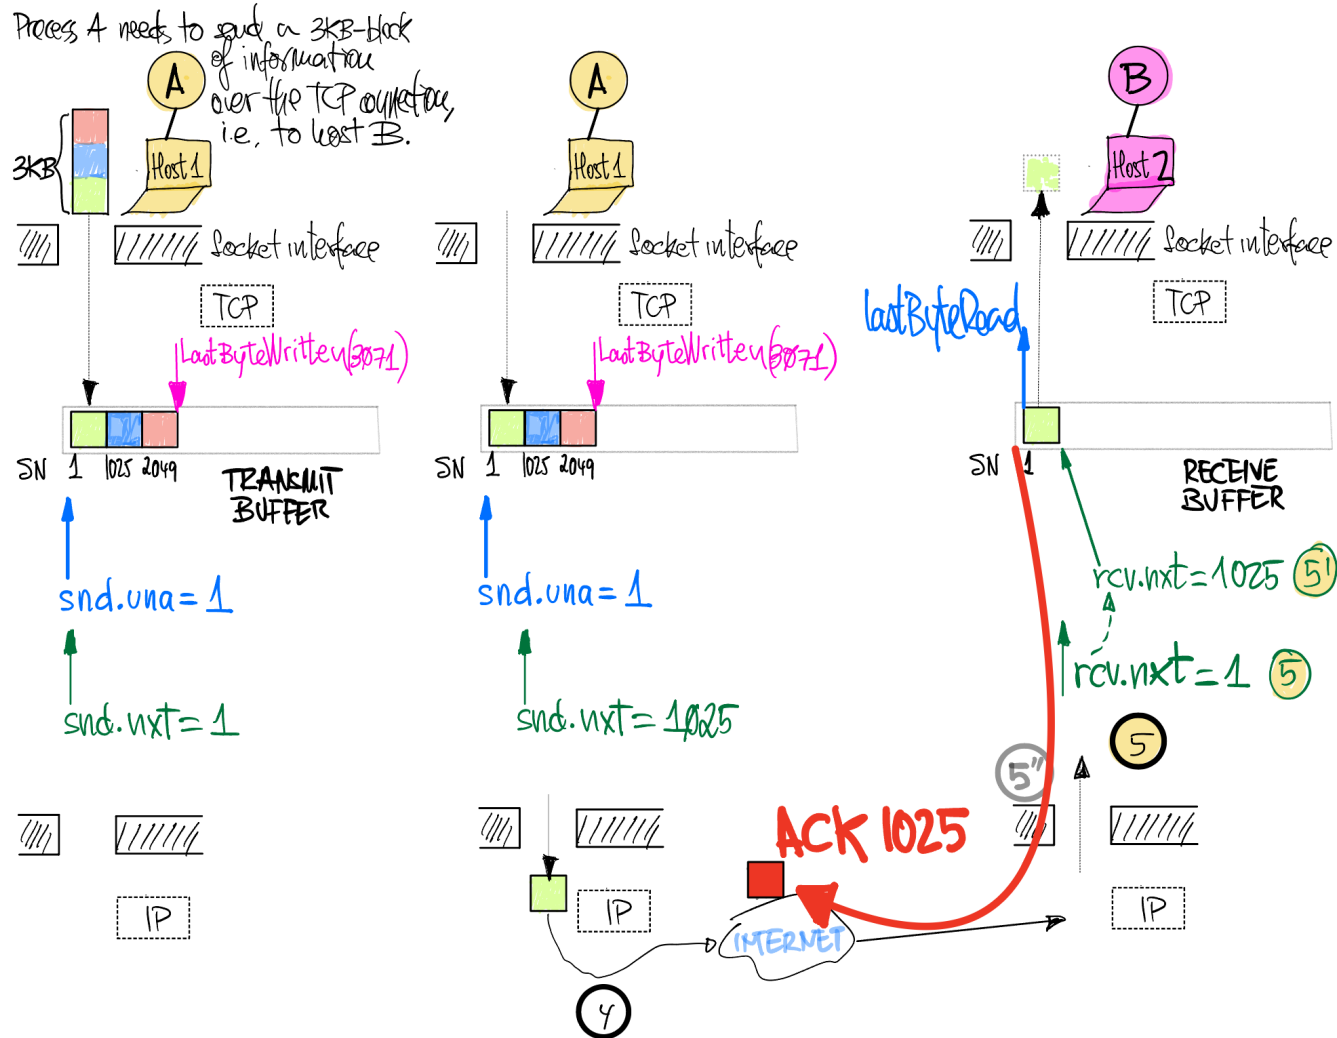 Process A needs to send a 3KB-block
of information
over the TCP connection,
i.e., to host B.
A
3KB
Host 1
Socket interface
TCP
LastByteWritten(3071)
SN 1 1025 2049
TRANSMIT
BUFFER
snd.una = 1
snd.nxt = 1
IP
A
Host 1
Socket interface
TCP
LastByteWritten(3071)
SN 1 1025 2049
snd.una = 1
snd.nxt = 1025
IP
4
INTERNET
ACK 1025
B
Host 2
Socket interface
TCP
lastByteRead
SN 1
RECEIVE
BUFFER
rcv.nxt = 1025 5'
rcv.nxt = 1 5
5
5''
IP